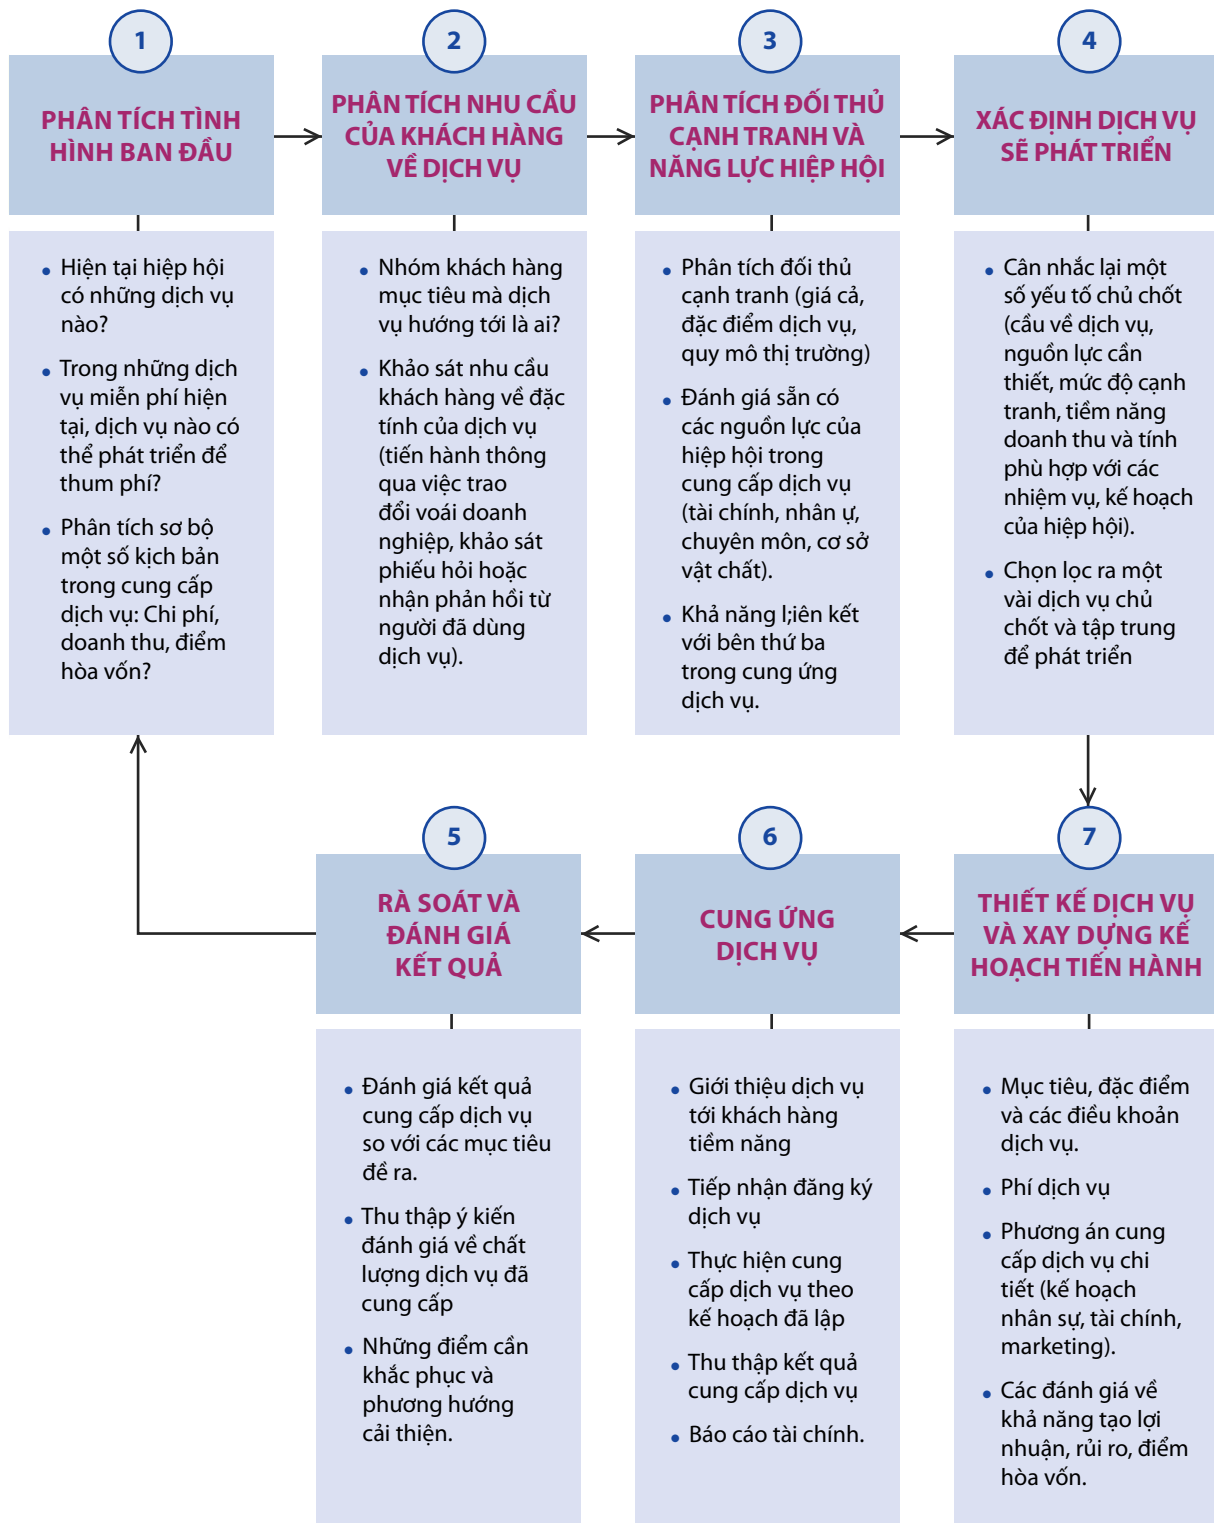 1
PHÂN TÍCH TÌNH
HÌNH BAN ĐẦU
Hiện tại hiệp hội
có những dịch vụ
nào?
Trong những dịch
vụ miễn phí hiện
tại, dịch vụ nào có
thể phát triển để
thum phí?
Phân tích sơ bộ
một số kịch bản
trong cung cấp
dịch vụ: Chi phí,
doanh thu, điểm
hòa vốn?
2
PHÂN TÍCH NHU CẦU
CỦA KHÁCH HÀNG
VỀ DỊCH VỤ
Nhóm khách hàng
mục tiêu mà dịch
vụ hướng tới là ai?
Khảo sát nhu cầu
khách hàng về đặc
tính của dịch vụ
(tiến hành thông
qua việc trao
đổi voái doanh
nghiệp, khảo sát
phiếu hỏi hoặc
nhận phản hồi từ
người đã dùng
dịch vụ).
3
PHÂN TÍCH ĐỐI THỦ
CẠNH TRANH VÀ
NĂNG LỰC HIỆP HỘI
Phân tích đối thủ
cạnh tranh (giá cả,
đặc điểm dịch vụ,
quy mô thị trường)
Đánh giá sẵn có
các nguồn lực của
hiệp hội trong
cung cấp dịch vụ
(tài chính, nhân ự,
chuyên môn, cơ sở
vật chất).
Khả năng l;iên kết
với bên thứ ba
trong cung ứng
dịch vụ.
4
XÁC ĐỊNH DỊCH VỤ
SẼ PHÁT TRIỂN
Cân nhắc lại một
số yếu tố chủ chốt
(cầu về dịch vụ,
nguồn lực cần
thiết, mức độ cạnh
tranh, tiềm năng
doanh thu và tính
phù hợp với các
nhiệm vụ, kế hoạch
của hiệp hội).
Chọn lọc ra một
vài dịch vụ chủ
chốt và tập trung
để phát triển
5
RÀ SOÁT VÀ
ĐÁNH GIÁ
KẾT QUẢ
Đánh giá kết quả
cung cấp dịch vụ
so với các mục tiêu
đề ra.
Thu thập ý kiến
đánh giá về chất
lượng dịch vụ đã
cung cấp
Những điểm cần
khắc phục và
phương hướng
cải thiện.
6
CUNG ỨNG
DỊCH VỤ
Giới thiệu dịch vụ
tới khách hàng
tiềm năng
Tiếp nhận đăng ký
dịch vụ
Thực hiện cung
cấp dịch vụ theo
kế hoạch đã lập
Thu thập kết quả
cung cấp dịch vụ
Báo cáo tài chính.
7
THIẾT KẾ DỊCH VỤ
VÀ XAY DỰNG KẾ
HOẠCH TIẾN HÀNH
Mục tiêu, đặc điểm
và các điều khoản
dịch vụ.
Phí dịch vụ
Phương án cung
cấp dịch vụ chi
tiết (kế hoạch
nhân sự, tài chính,
marketing).
Các đánh giá về
khả năng tạo lợi
nhuận, rủi ro, điểm
hòa vốn.